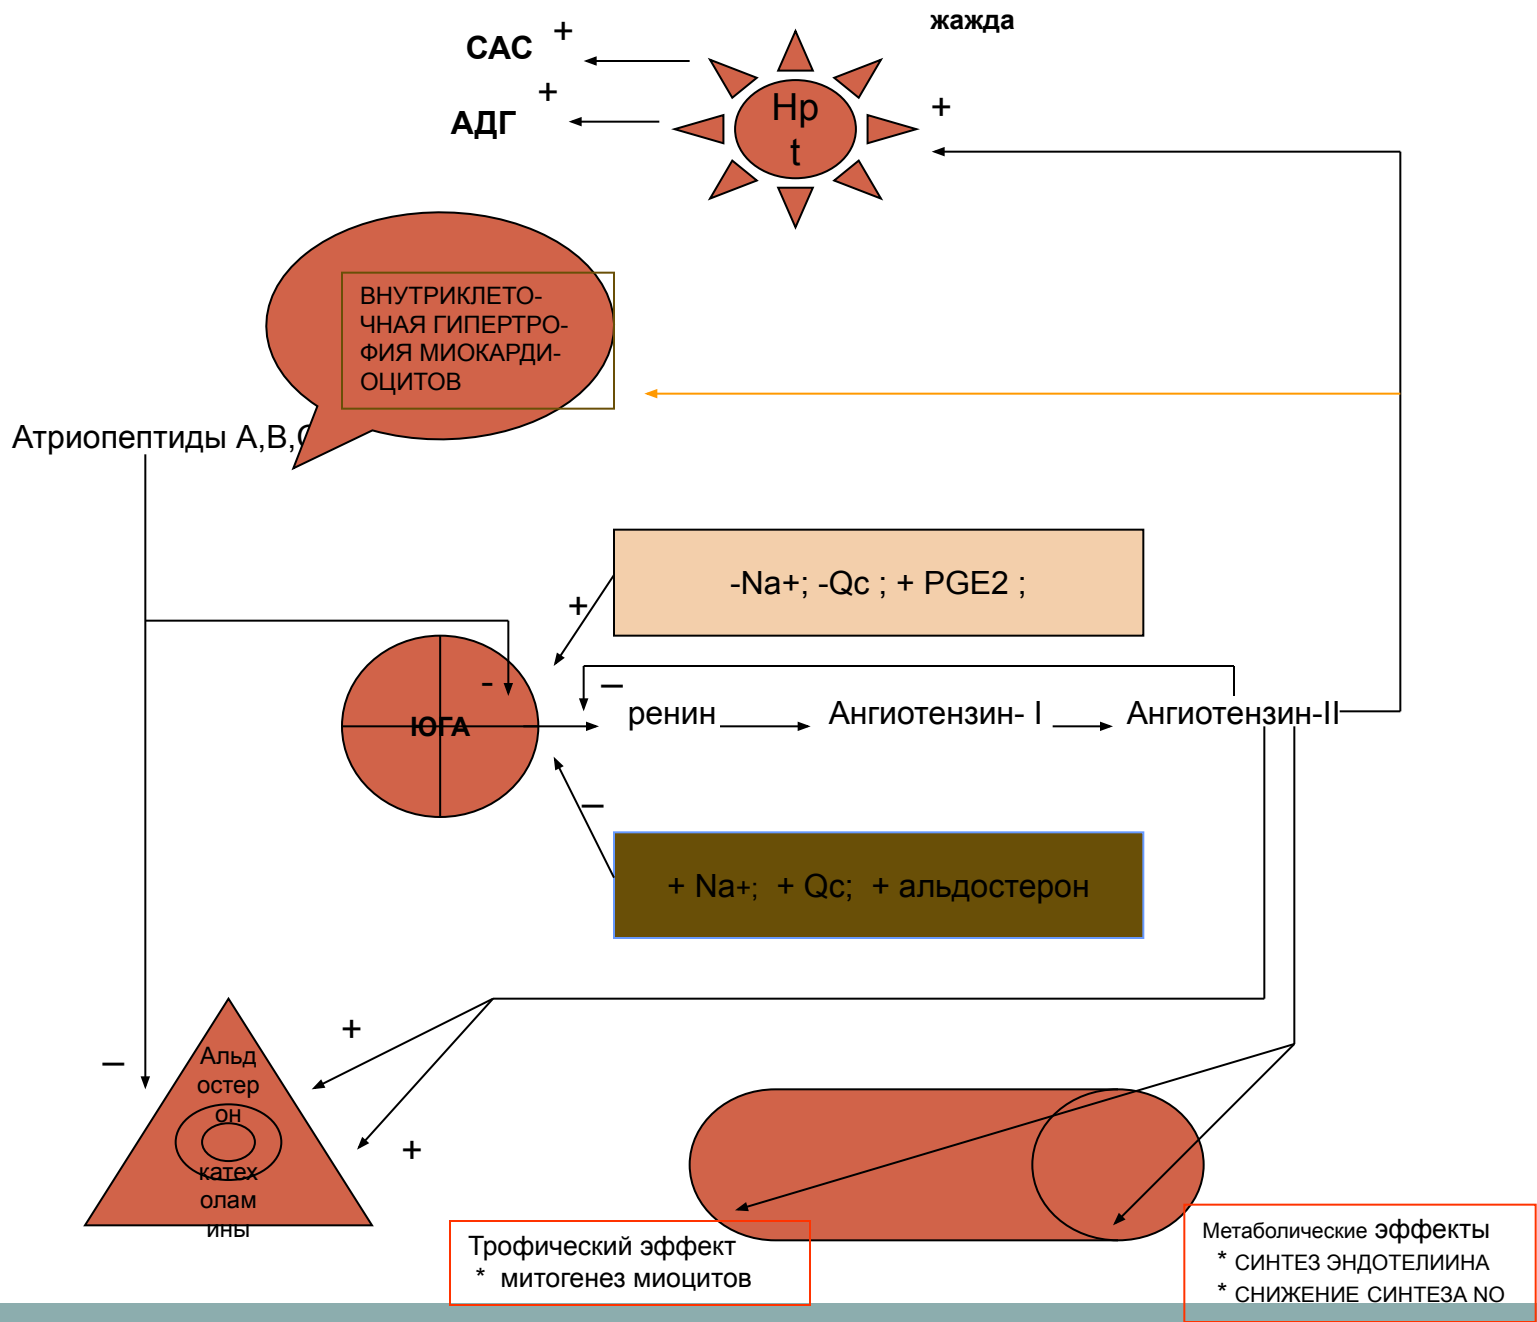 жажда
САС +
АДГ +
Hp
t
+
ВНУТРИКЛЕТО-
ЧНАЯ ГИПЕРТРО-
ФИЯ МИОКАРДИ-
ОЦИТОВ
Атриопептиды А,В,С
-Na+; -Qc ; + PGE2 ;
+
-
–
ЮГА
ренин
Ангиотензин- I
Ангиотензин-II
–
+ Na+; + Qc; + альдостерон
+
–
Альд
остер
он
+
катех
олам
ины
Трофический эффект
* митогенез миоцитов
Метаболические эффекты
* СИНТЕЗ ЭНДОТЕЛИИНА
* СНИЖЕНИЕ СИНТЕЗА NO